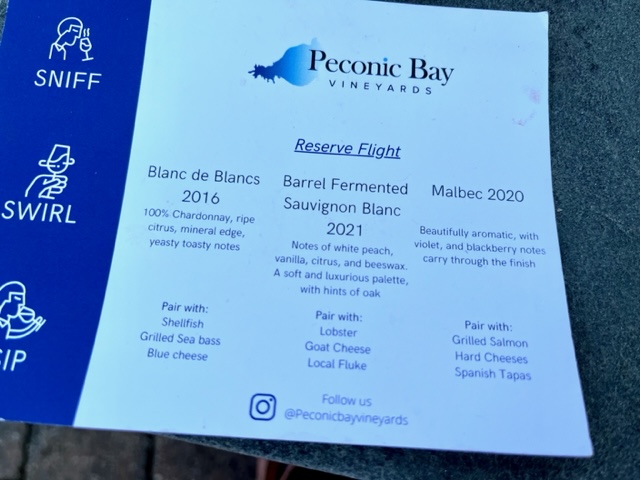 SNIFF
SWIRL
SIP
Peconic Bay
VINEYARDS
Reserve Flight
Blanc de Blancs
2016
100% Chardonnay, ripe
citrus, mineral edge,
yeasty toasty notes
Pair with:
Shellfish
Grilled Sea bass
Blue cheese
Barrel Fermented
Sauvignon Blanc
2021
Notes of white peach,
vanilla, citrus, and beeswax.
A soft and luxurious palette,
with hints of oak
Pair with:
Lobster
Goat Cheese
Local Fluke
Malbec 2020
Beautifully aromatic, with
violet, and blackberry notes
carry through the finish
Pair with:
Grilled Salmon
Hard Cheeses
Spanish Tapas
Follow us
@Peconicbayvineyards